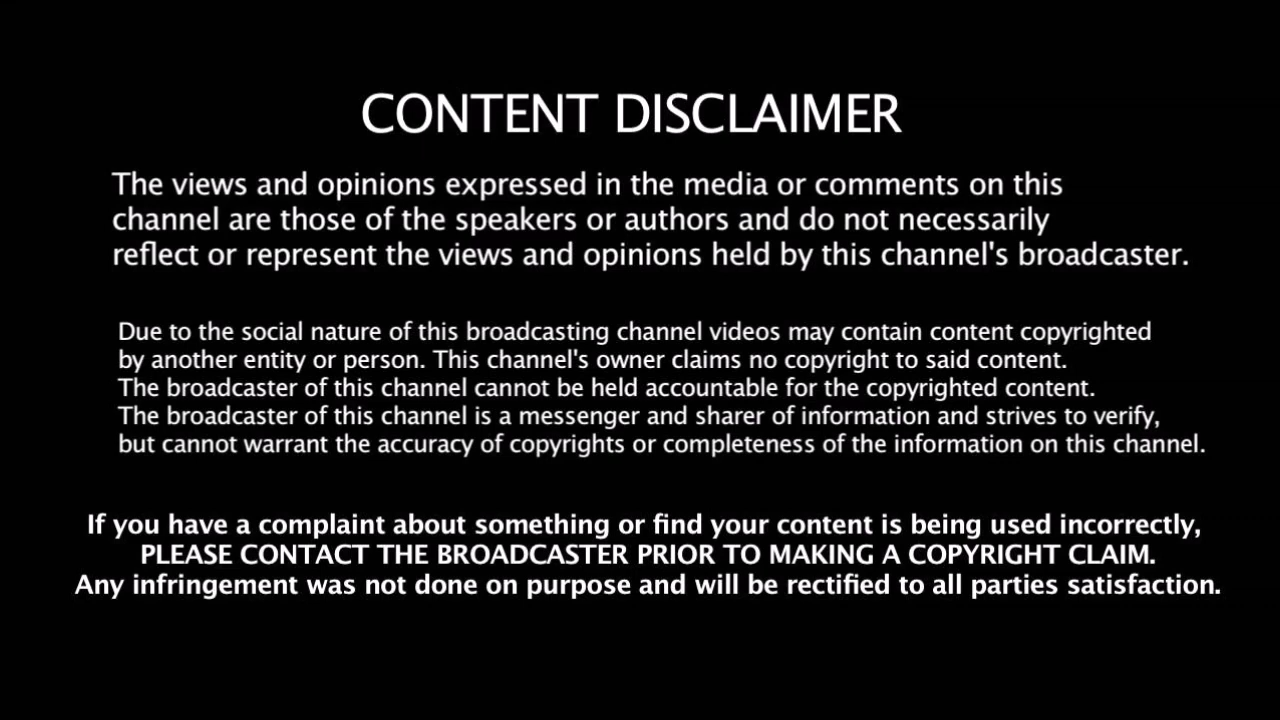 CONTENT DISCLAIMER
The views and opinions expressed in the media or comments on this
channel are those of the speakers or authors and do not necessarily
reflect or represent the views and opinions held by this channel's broadcaster.
Due to the social nature of this broadcasting channel videos may contain content copyrighted
by another entity or person. This channel's owner claims no copyright to said content.
The broadcaster of this channel cannot be held accountable for the copyrighted content.
The broadcaster of this channel is a messenger and sharer of information and strives to verify,
but cannot warrant the accuracy of copyrights or completeness of the information on this channel.
If you have a complaint about something or find your content is being used incorrectly,
PLEASE CONTACT THE BROADCASTER PRIOR TO MAKING A COPYRIGHT CLAIM.
Any infringement was not done on purpose and will be rectified to all parties satisfaction.